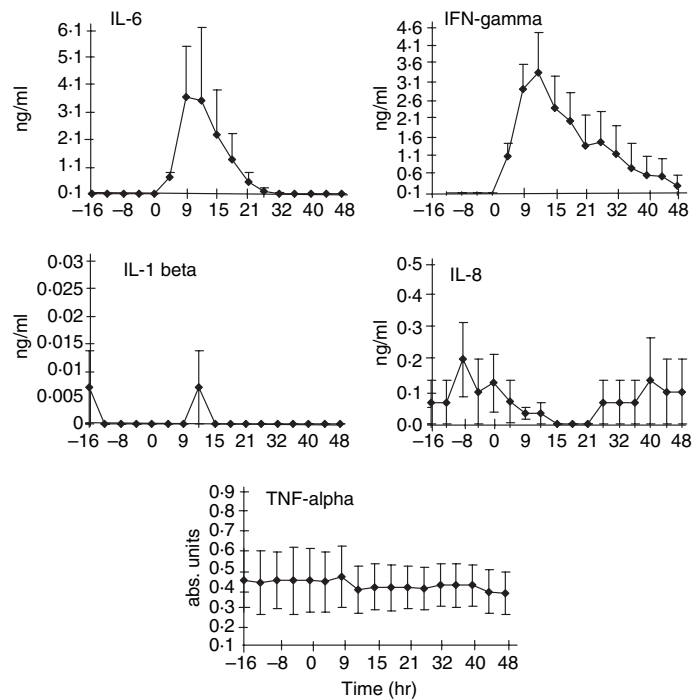 IL-6
ng/ml
6·1
5·1
4·1
3·1
2·1
1·1
0·1
−16 −8 0 9 15 21 32 40 48
IFN-gamma
ng/ml
4·6
4·1
3·6
3·1
2·6
2·1
1·6
1·1
0·6
0·1
−16 −8 0 9 15 21 32 40 48
IL-1 beta
ng/ml
0·03
0·025
0·02
0·015
0·01
0·005
0
−16 −8 0 9 15 21 32 40 48
IL-8
ng/ml
0·5
0·4
0·3
0·2
0·1
0·0
−16 −8 0 9 15 21 32 40 48
TNF-alpha
abs. units
0·9
0·8
0·7
0·6
0·5
0·4
0·3
0·2
0·1
−16 −8 0 9 15 21 32 40 48
Time (hr)